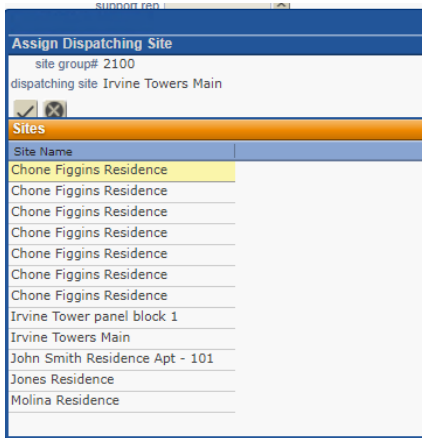 support rep
Assign Dispatching Site
site group# 2100
dispatching site Irvine Towers Main
Sites
Site Name
Chone Figgins Residence
Chone Figgins Residence
Chone Figgins Residence
Chone Figgins Residence
Chone Figgins Residence
Chone Figgins Residence
Chone Figgins Residence
Irvine Tower panel block 1
Irvine Towers Main
John Smith Residence Apt - 101
Jones Residence
Molina Residence